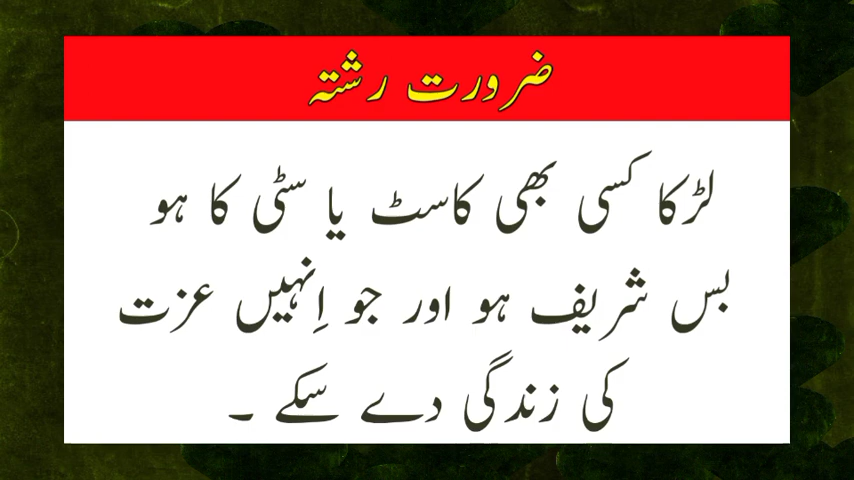 ضرورت رشتہ
لڑکا کسی بھی کاسٹ یا سٹی کا ہو
بس شریف ہو اور جو اِنہیں عزت
کی زندگی دے سکے ۔